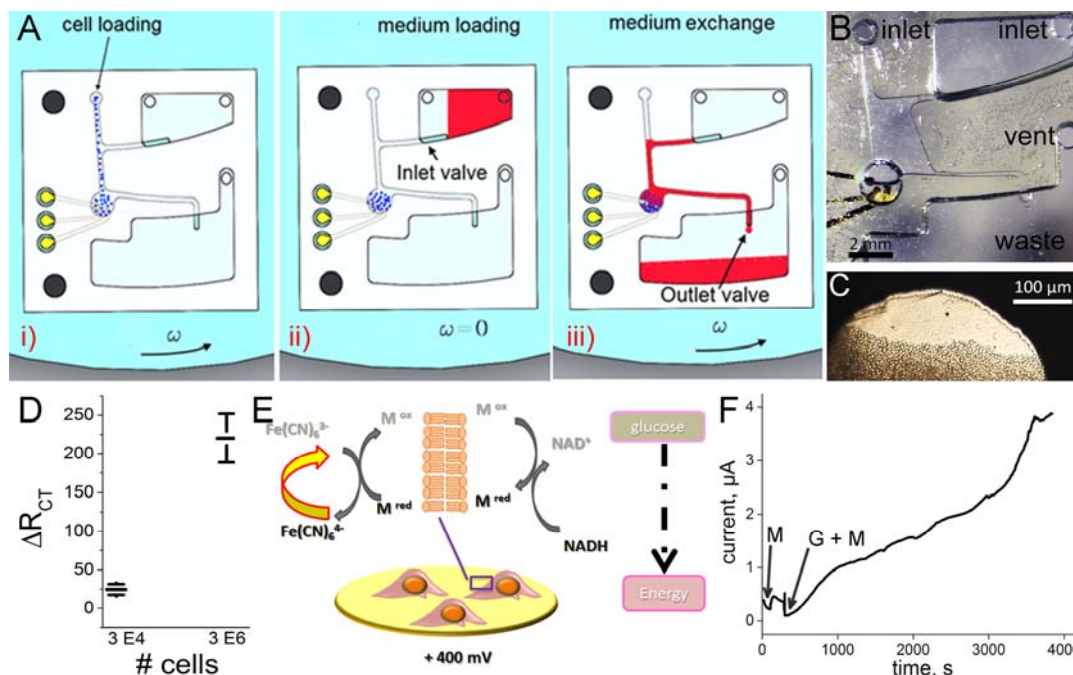 A
cell loading
i)
ω
medium loading
Inlet valve
ii)
ω=0
medium exchange
Outlet valve
iii)
ω
B
inlet
inlet
vent
waste
2 mm
C
100 μm
D
ΔR_CT
250
200
150
100
50
0
3 E4
3 E6
# cells
E
Fe(CN)₆³⁻
M ᵒˣ
M ᵒˣ
NAD⁺
Fe(CN)₆⁴⁻
M ʳᵉᵈ
M ʳᵉᵈ
NADH
+ 400 mV
glucose
Energy
F
current, μA
4
3
2
1
0
M
G + M
0
1000
2000
3000
400
time, s